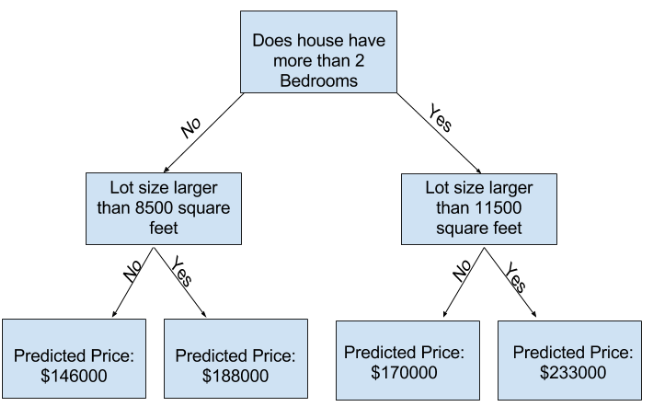 Does house have
more than 2
Bedrooms
No
Yes
Lot size larger
than 8500 square
feet
Lot size larger
than 11500
square feet
No
Yes
No
Yes
Predicted Price:
$146000
Predicted Price:
$188000
Predicted Price:
$170000
Predicted Price:
$233000